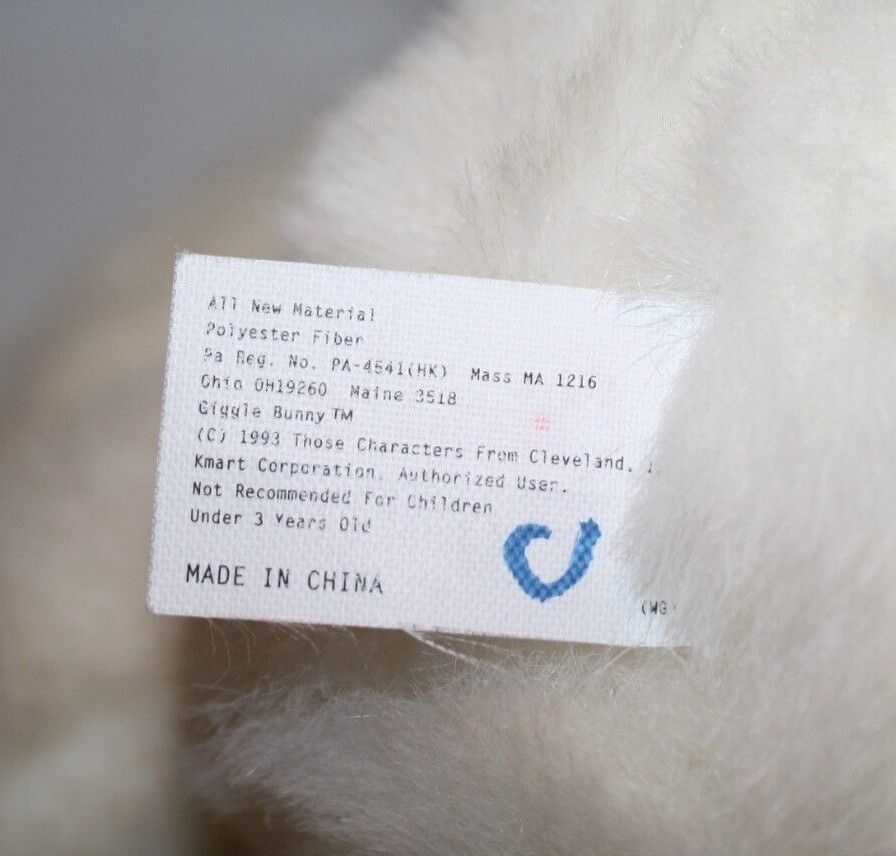 All New Material
Polyester Fiber
Pa Reg. No. PA-4541(HK) Mass MA 1216
Ohio OH19260 Maine 3518
Giggle Bunny™
(C) 1993 Those Characters From Cleveland,
Kmart Corporation, Authorized User.
Not Recommended For Children
Under 3 Years Old
MADE IN CHINA
(WG)